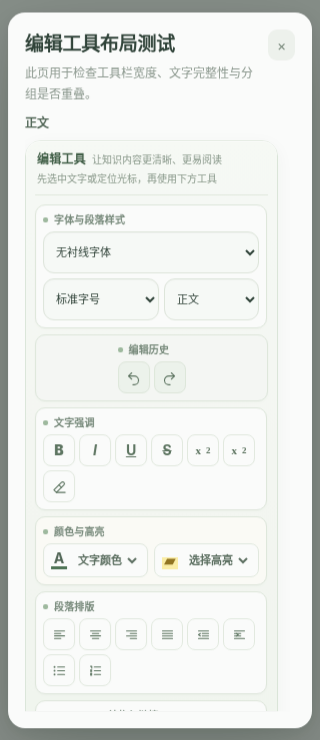 编辑工具布局测试
×
此页用于检查工具栏宽度、文字完整性与分
组是否重叠。
正文
编辑工具 让知识内容更清晰、更易阅读
先选中文字或定位光标，再使用下方工具
字体与段落样式
无衬线字体
标准字号 正文
编辑历史
文字强调
B I U S x 2 x 2
颜色与高亮
A 文字颜色 选择高亮
段落排版